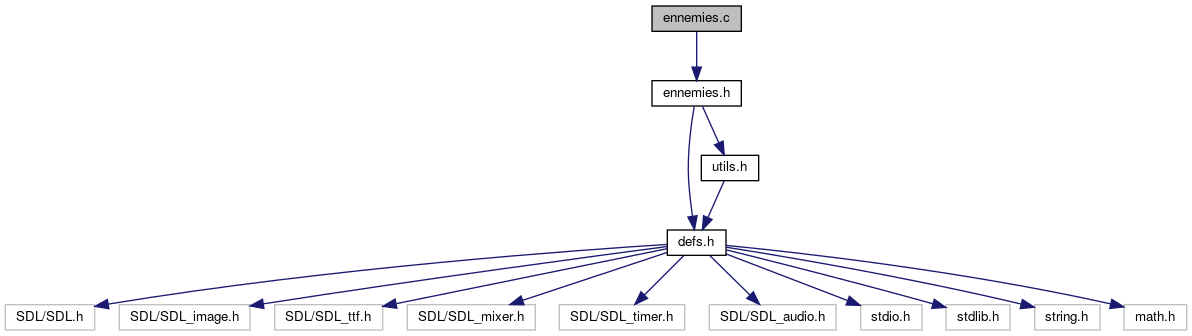 ennemies.c
ennemies.h
utils.h
defs.h
SDL/SDL.h
SDL/SDL_image.h
SDL/SDL_ttf.h
SDL/SDL_mixer.h
SDL/SDL_timer.h
SDL/SDL_audio.h
stdio.h
stdlib.h
string.h
math.h